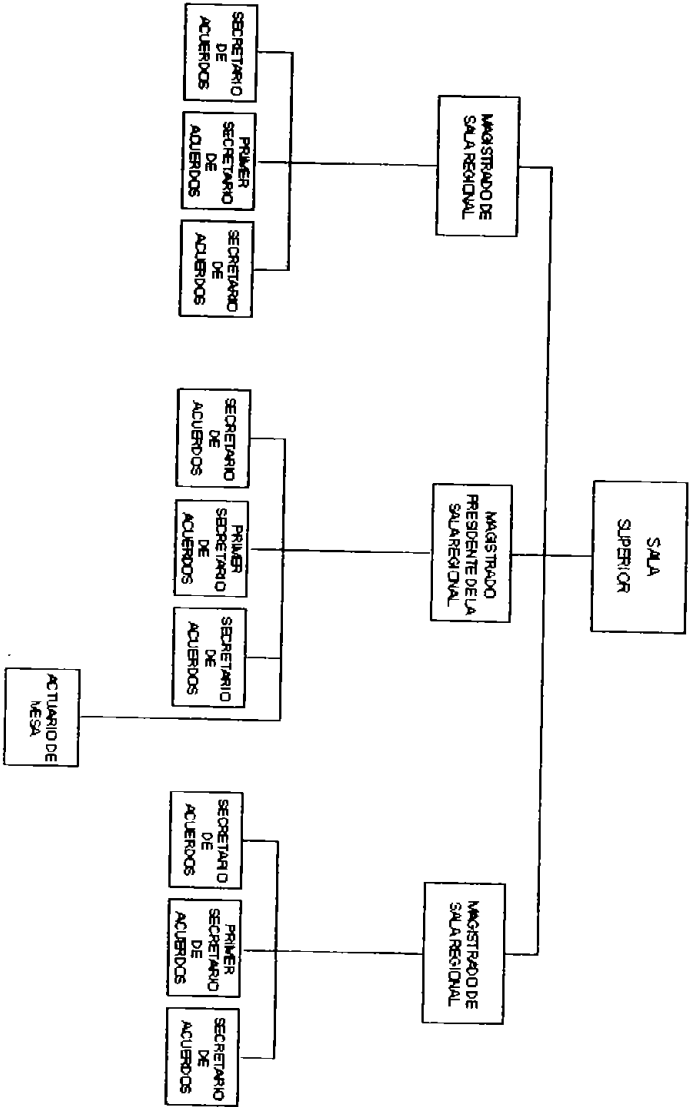 SALA
SUPERIOR
MAGISTRADO DE
SALA REGIONAL
MAGISTRADO
PRESIDENTE DE LA
SALA REGIONAL
MAGISTRADO DE
SALA REGIONAL
SECRETARIO
DE
ACUERDOS
PRIMER
SECRETARIO
DE
ACUERDOS
SECRETARIO
DE
ACUERDOS
SECRETARIO
DE
ACUERDOS
PRIMER
SECRETARIO
DE
ACUERDOS
SECRETARIO
DE
ACUERDOS
SECRETARIO
DE
ACUERDOS
PRIMER
SECRETARIO
DE
ACUERDOS
SECRETARIO
DE
ACUERDOS
ACTUARIO DE
MESA